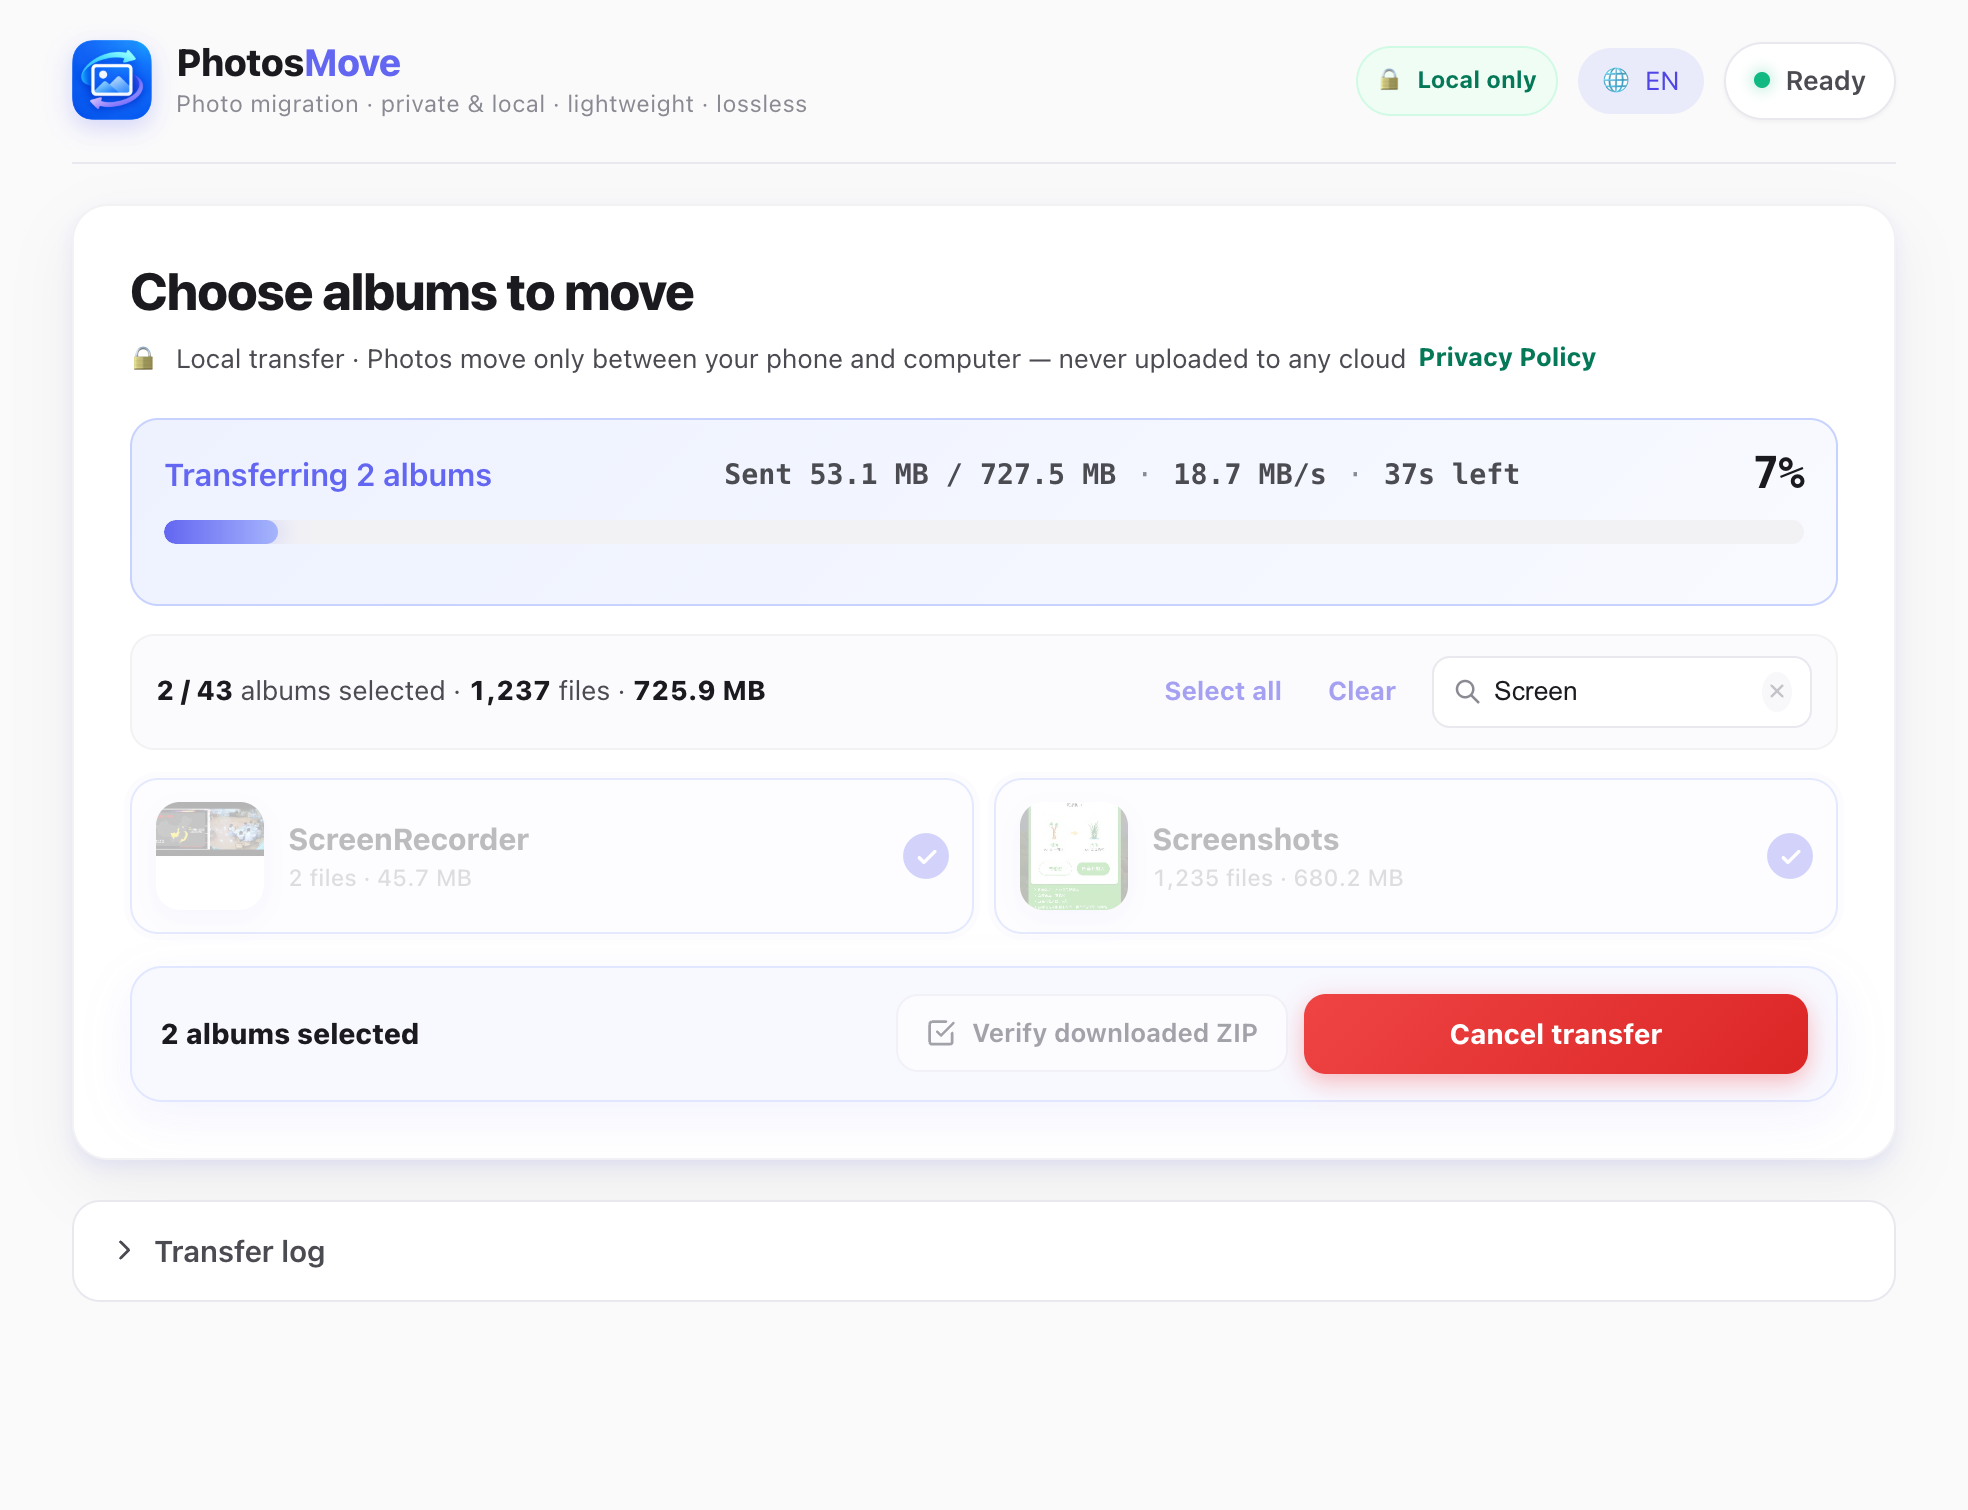 PhotosMove
Photo migration · private & local · lightweight · lossless
Local only
EN
Ready
Choose albums to move
Local transfer · Photos move only between your phone and computer — never uploaded to any cloud Privacy Policy
Transferring 2 albums
Sent 53.1 MB / 727.5 MB · 18.7 MB/s · 37s left
7%
2 / 43 albums selected · 1,237 files · 725.9 MB
Select all
Clear
Screen
ScreenRecorder
2 files · 45.7 MB
Screenshots
1,235 files · 680.2 MB
2 albums selected
Verify downloaded ZIP
Cancel transfer
Transfer log